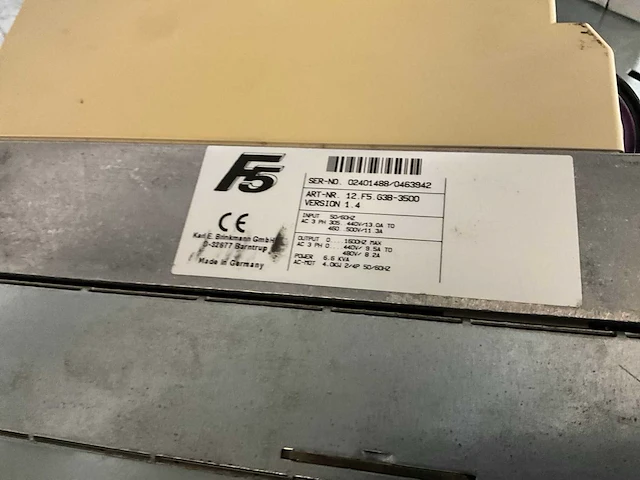 F5
SER-NO. 02401488/0463942
ART-NR. 12.F5.G3B-3500
VERSION 1.4
INPUT 50/60HZ
AC 3 PH 305..440V/13.0A TO
460..500V/11.3A
OUTPUT 0....1600HZ MAX
AC 3 PH 0....440V/ 9.5A TO
480V/ 8.2A
POWER 6.6 KVA
AC-MOT 4.0KW 2/4P 50/60HZ
CE
Karl E. Brinkmann GmbH
D-32677 Barntrup
Made in Germany